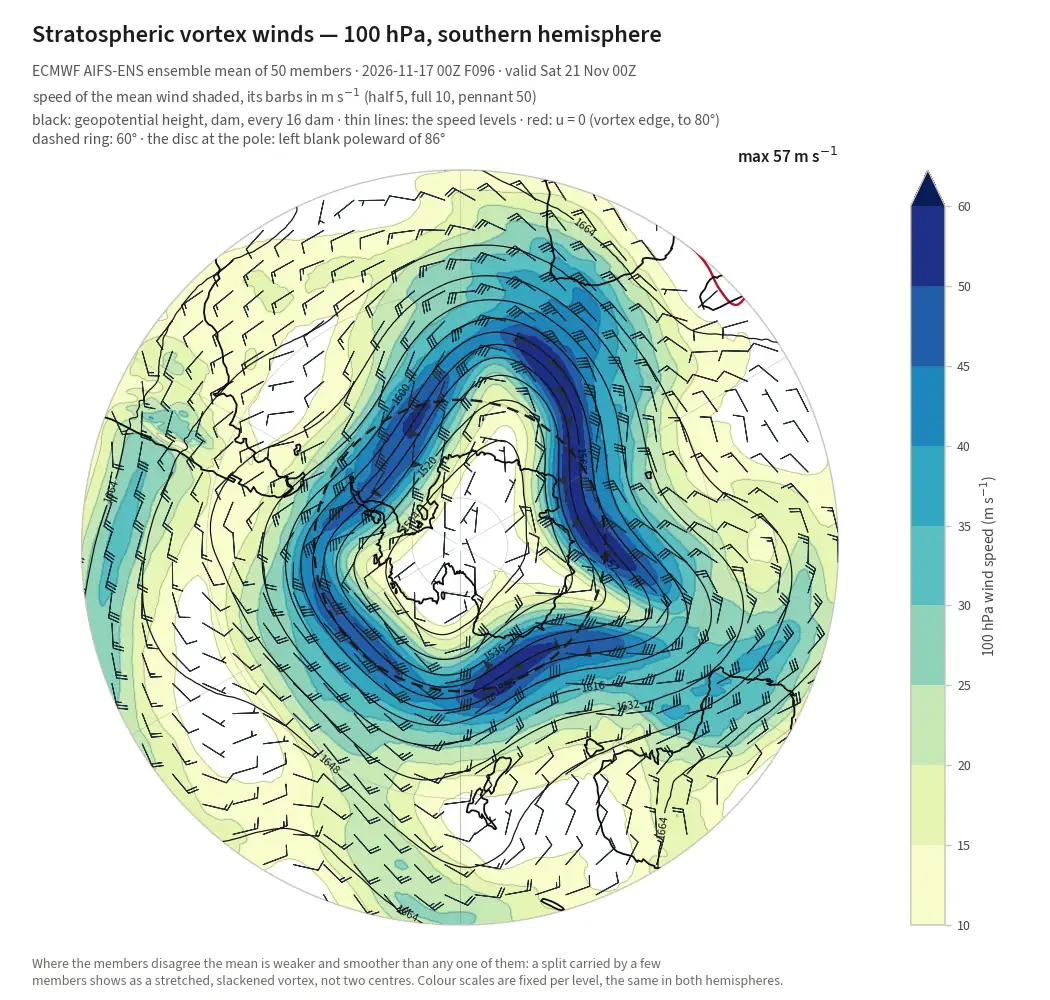 Stratospheric vortex winds — 100 hPa, southern hemisphere
ECMWF AIFS-ENS ensemble mean of 50 members · 2026-11-17 00Z F096 · valid Sat 21 Nov 00Z
speed of the mean wind shaded, its barbs in m s⁻¹ (half 5, full 10, pennant 50)
black: geopotential height, dam, every 16 dam · thin lines: the speed levels · red: u = 0 (vortex edge, to 80°)
dashed ring: 60° · the disc at the pole: left blank poleward of 86°
max 57 m s⁻¹
60
50
45
40
35
30
25
20
15
10
100 hPa wind speed (m s⁻¹)
1664
1600
1520
1536
1616
1632
1648
1664
1664
Where the members disagree the mean is weaker and smoother than any one of them: a split carried by a few
members shows as a stretched, slackened vortex, not two centres. Colour scales are fixed per level, the same in both hemispheres.